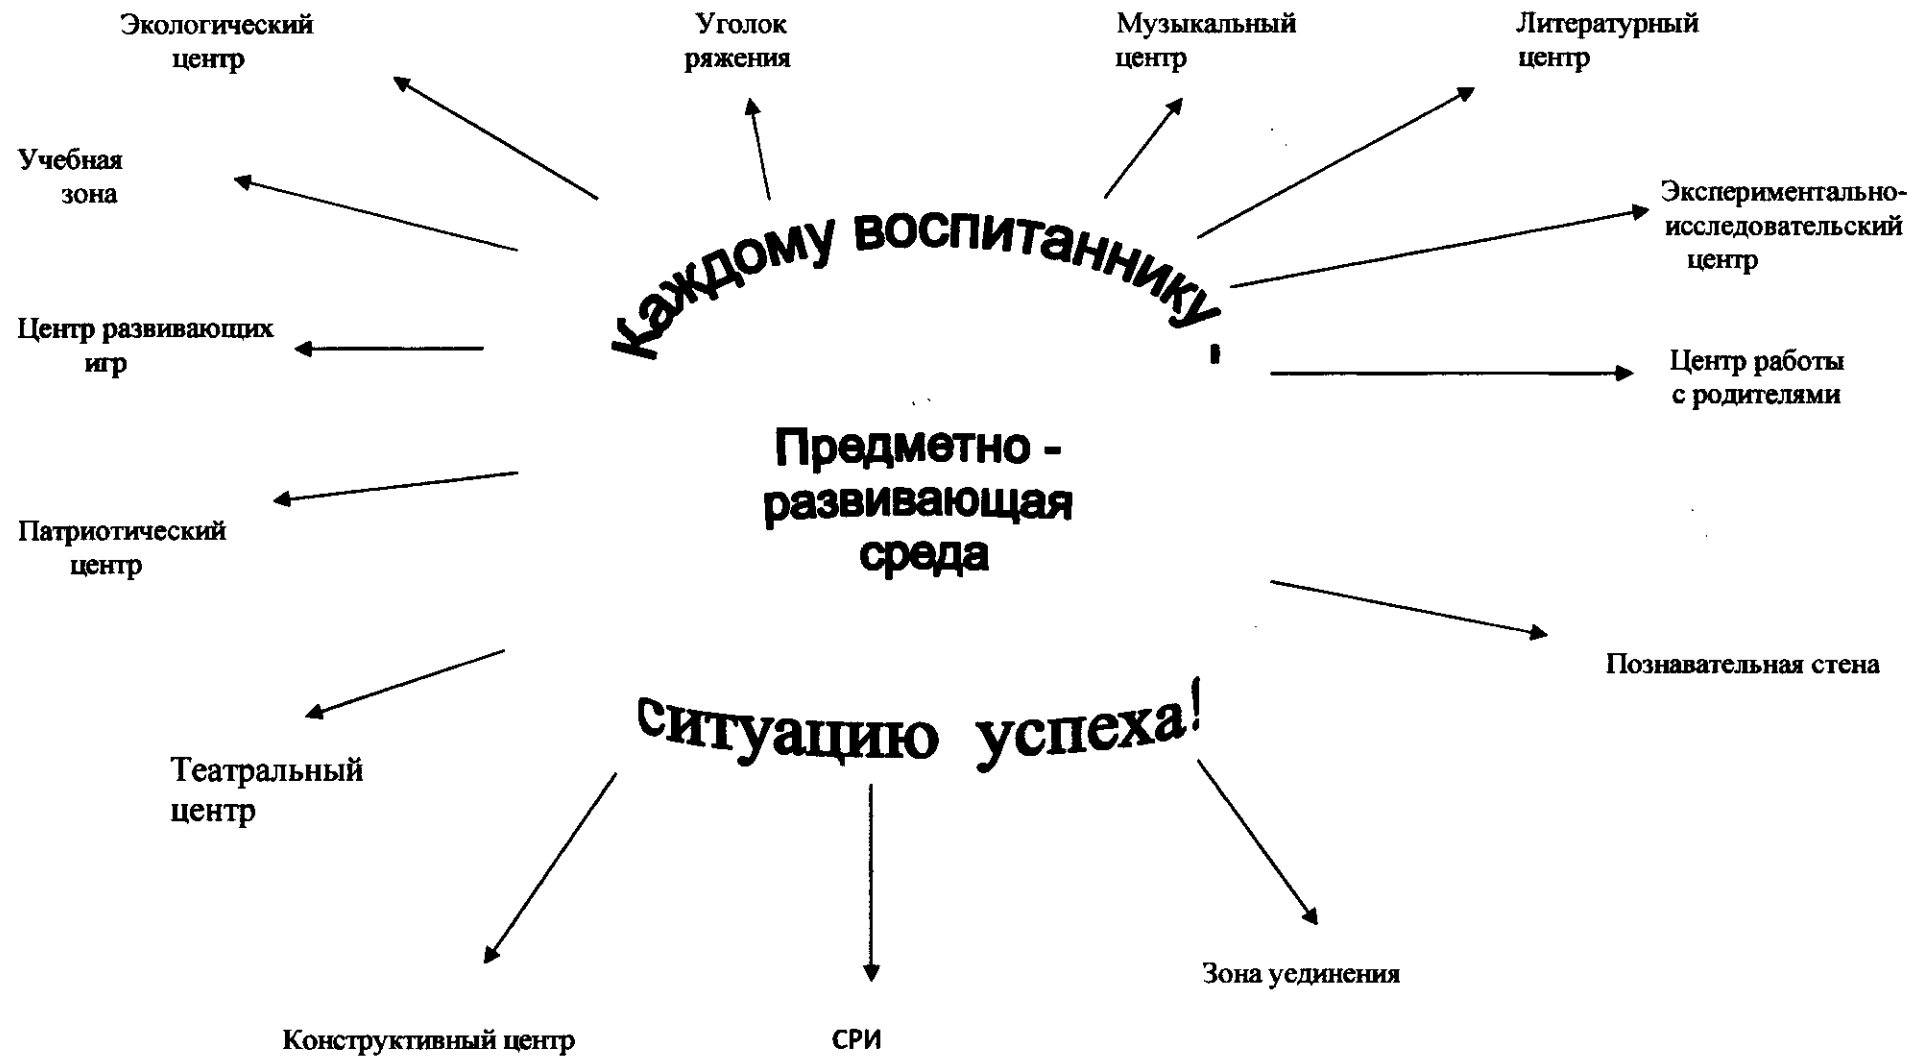 Экологический
центр
Уголок
ряжения
Музыкальный
центр
Литературный
центр
Учебная
зона
Экспериментально-
исследовательский
центр
Каждому воспитаннику -
Центр развивающих
игр
Центр работы
с родителями
Предметно -
развивающая
среда
Патриотический
центр
Познавательная стена
ситуацию успеха!
Театральный
центр
Зона уединения
Конструктивный центр
СРИ